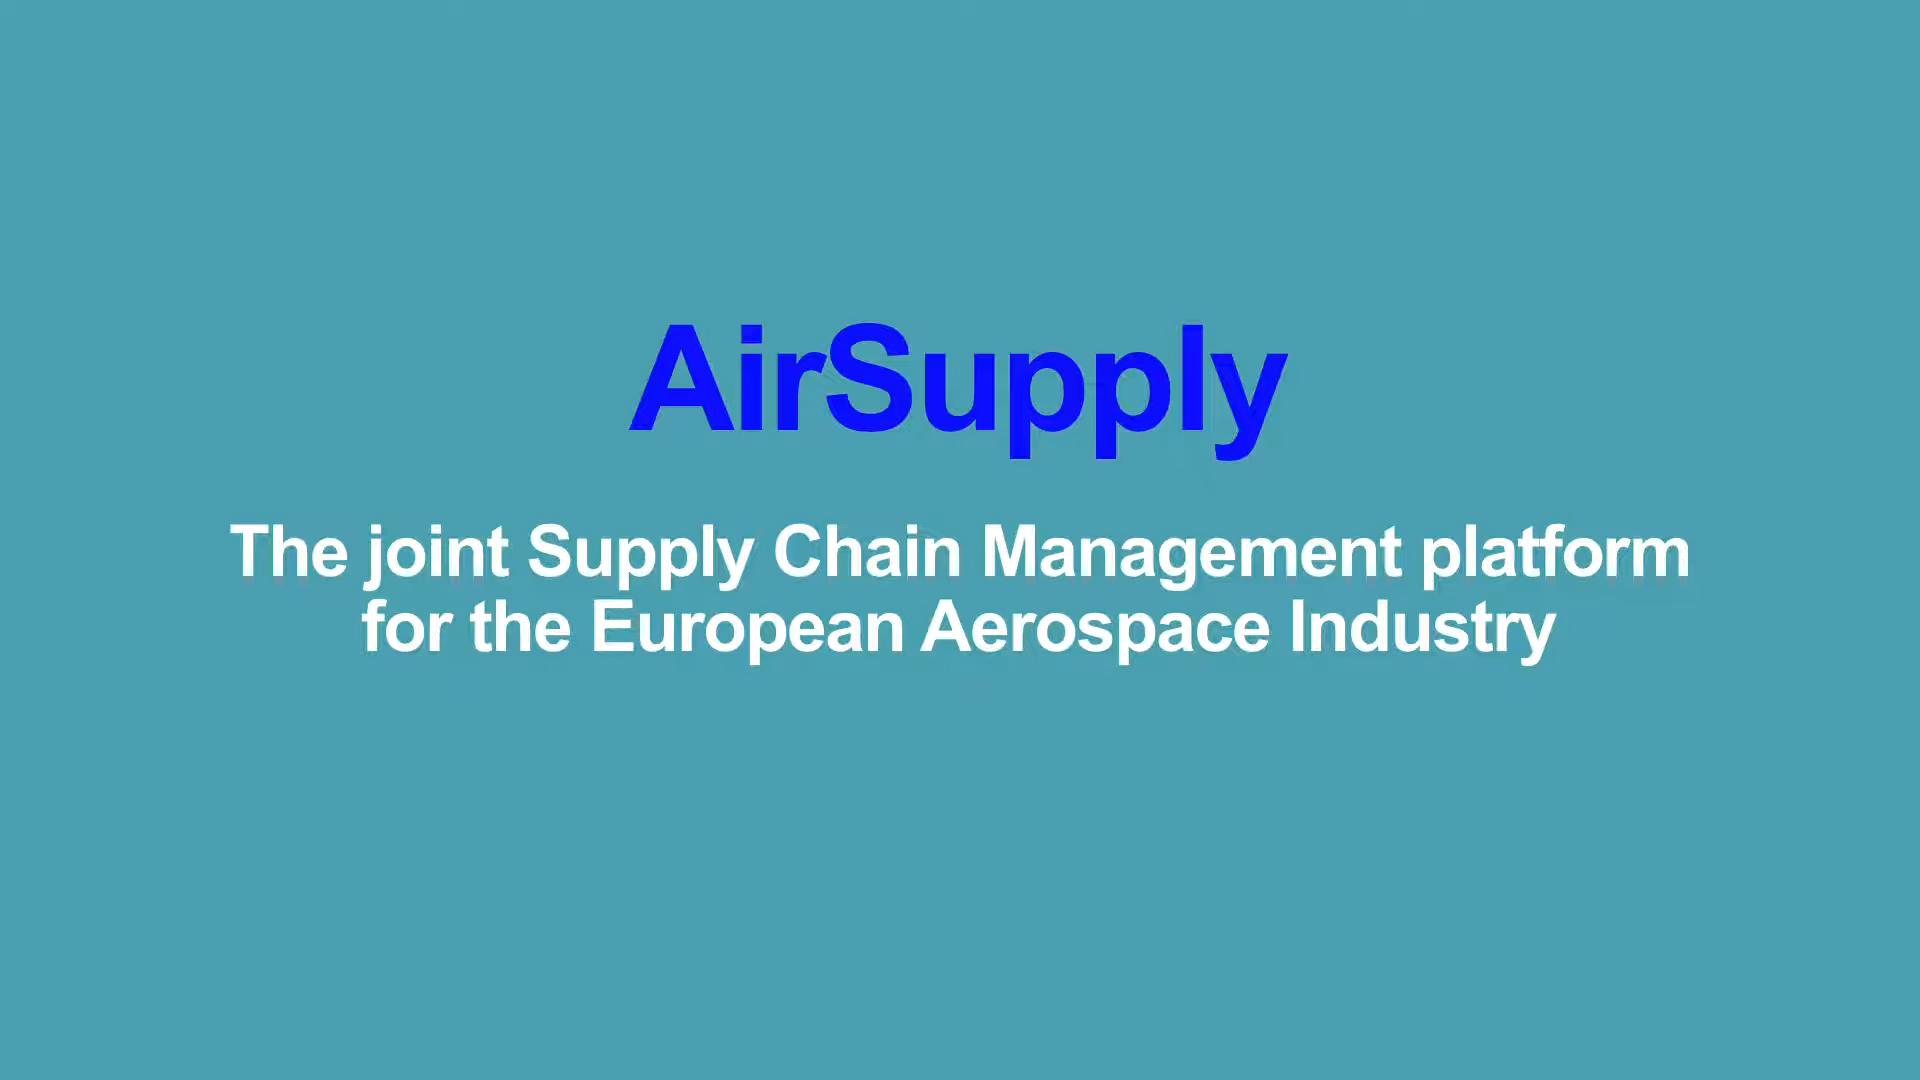 AirSupply
The joint Supply Chain Management platform
for the European Aerospace Industry